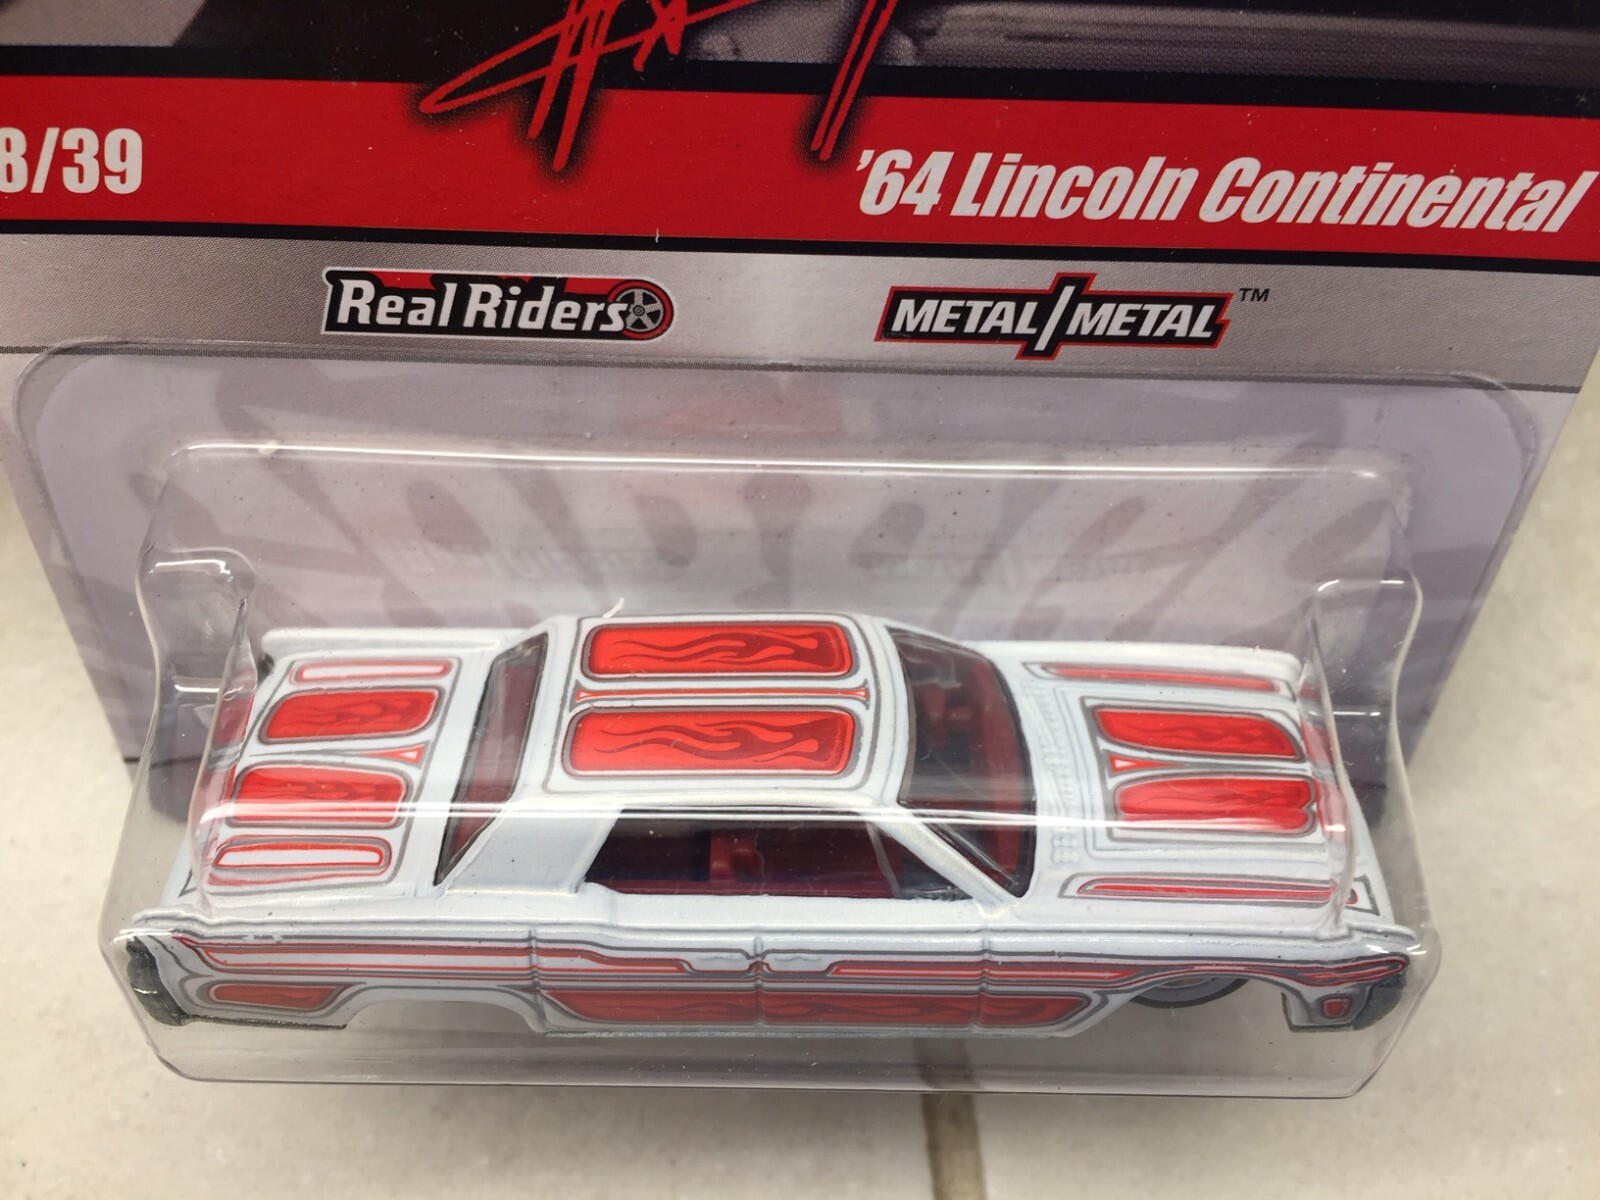 8/39
'64 Lincoln Continental
Real Riders
METAL/METAL™